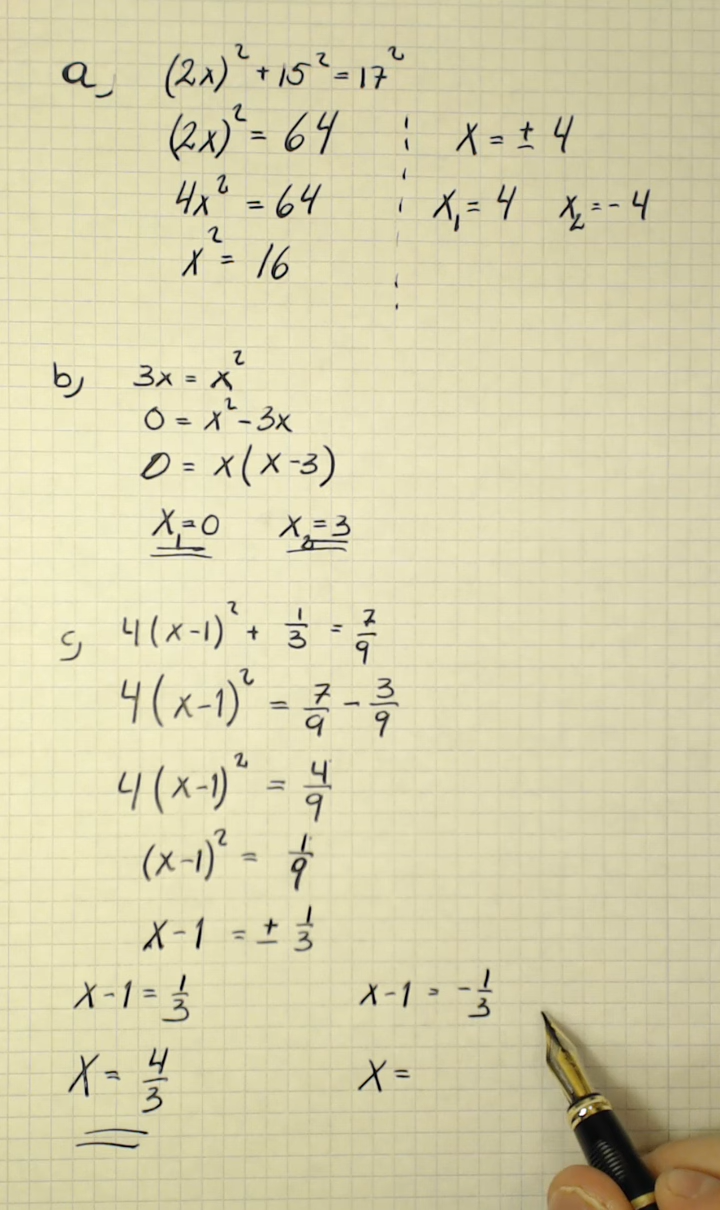 a) (2x)² + 15² = 17²
(2x)² = 64
4x² = 64
x² = 16
x = ± 4
x₁ = 4 x₂ = - 4
b) 3x = x²
0 = x² - 3x
0 = x(x-3)
x₁ = 0 x₂ = 3
c) 4(x-1)² + 1/3 = 7/9
4(x-1)² = 7/9 - 3/9
4(x-1)² = 4/9
(x-1)² = 1/9
x-1 = ± 1/3
x-1 = 1/3 x-1 = -1/3
x = 4/3 x =